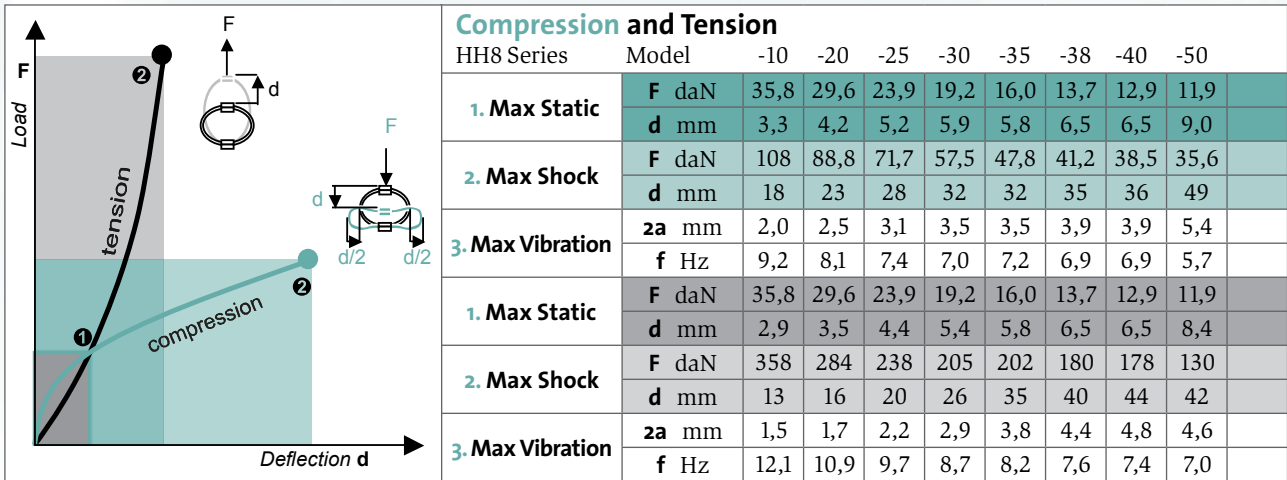 F
Load
F
d
tension
❷
F
d
d/2
d/2
❶
compression
❷
Deflection d
Compression and Tension
HH8 Series Model -10 -20 -25 -30 -35 -38 -40 -50
1. Max Static F daN 35,8 29,6 23,9 19,2 16,0 13,7 12,9 11,9
d mm 3,3 4,2 5,2 5,9 5,8 6,5 6,5 9,0
2. Max Shock F daN 108 88,8 71,7 57,5 47,8 41,2 38,5 35,6
d mm 18 23 28 32 32 35 36 49
3. Max Vibration 2a mm 2,0 2,5 3,1 3,5 3,5 3,9 3,9 5,4
f Hz 9,2 8,1 7,4 7,0 7,2 6,9 6,9 5,7
1. Max Static F daN 35,8 29,6 23,9 19,2 16,0 13,7 12,9 11,9
d mm 2,9 3,5 4,4 5,4 5,8 6,5 6,5 8,4
2. Max Shock F daN 358 284 238 205 202 180 178 130
d mm 13 16 20 26 35 40 44 42
3. Max Vibration 2a mm 1,5 1,7 2,2 2,9 3,8 4,4 4,8 4,6
f Hz 12,1 10,9 9,7 8,7 8,2 7,6 7,4 7,0